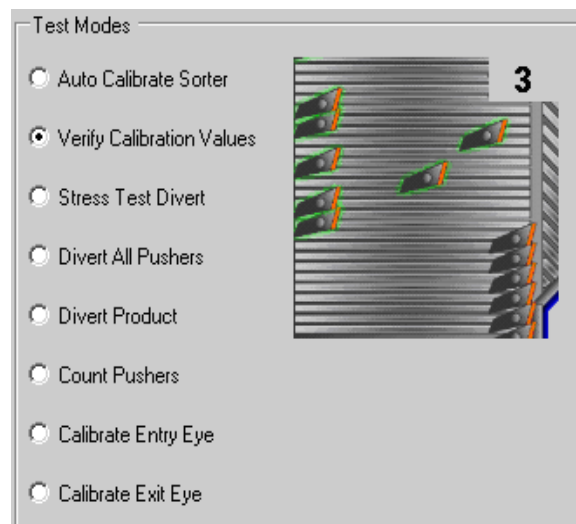 Test Modes
Auto Calibrate Sorter
3
Verify Calibration Values
Stress Test Divert
Divert All Pushers
Divert Product
Count Pushers
Calibrate Entry Eye
Calibrate Exit Eye